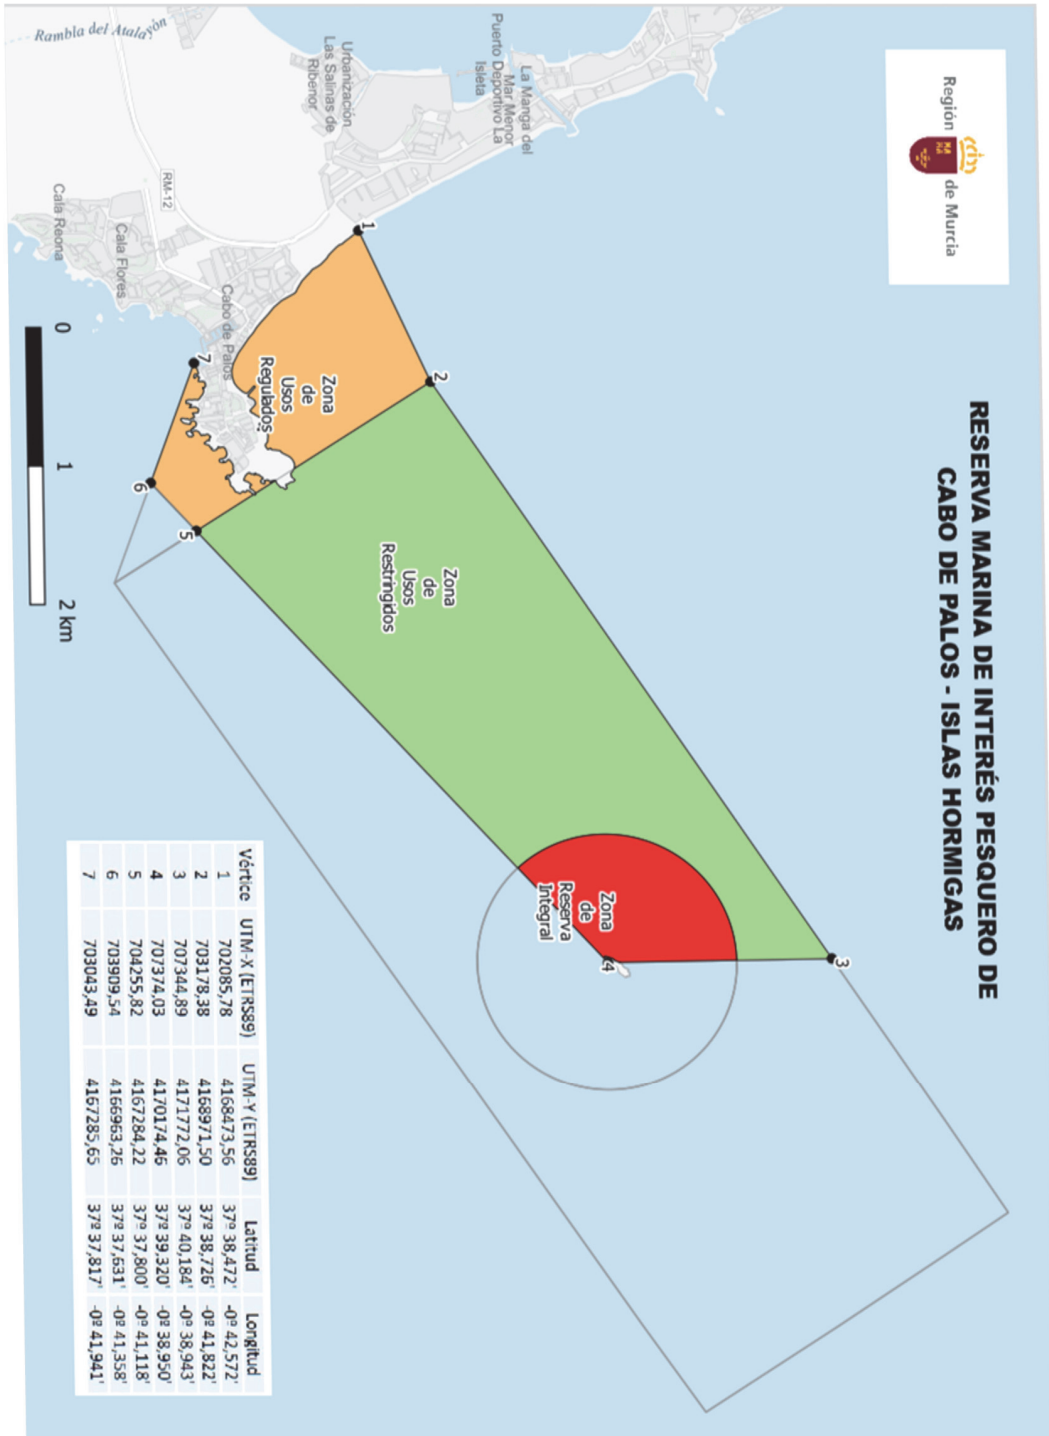 RESERVA MARINA DE INTERÉS PESQUERO DE
CABO DE PALOS - ISLAS HORMIGAS
Región de Murcia
La Manga del
Mar Menor
Puerto Deportivo La
Isleta
Urbanización
Las Salinas de
Ribenor
Rambla del Atalayón
RM-12
Cala Reona
Cala Flores
Cabo de Palos
1
2
3
4
5
6
7
Zona
de
Usos
Regulados
Zona
de
Usos
Restringidos
Zona
de
Reserva
Integral
0 1 2 km
Vértice UTM-X (ETRS89) UTM-Y (ETRS89) Latitud Longitud
1 702085,78 4168473,56 37º 38,472' -0º 42,572'
2 703178,38 4168971,50 37º 38,726' -0º 41,822'
3 707344,89 4171772,06 37º 40,184' -0º 38,943'
4 707374,03 4170174,46 37º 39,320' -0º 38,950'
5 704255,82 4167284,22 37º 37,800' -0º 41,118'
6 703909,54 4166963,26 37º 37,631' -0º 41,358'
7 703043,49 4167285,65 37º 37,817' -0º 41,941'